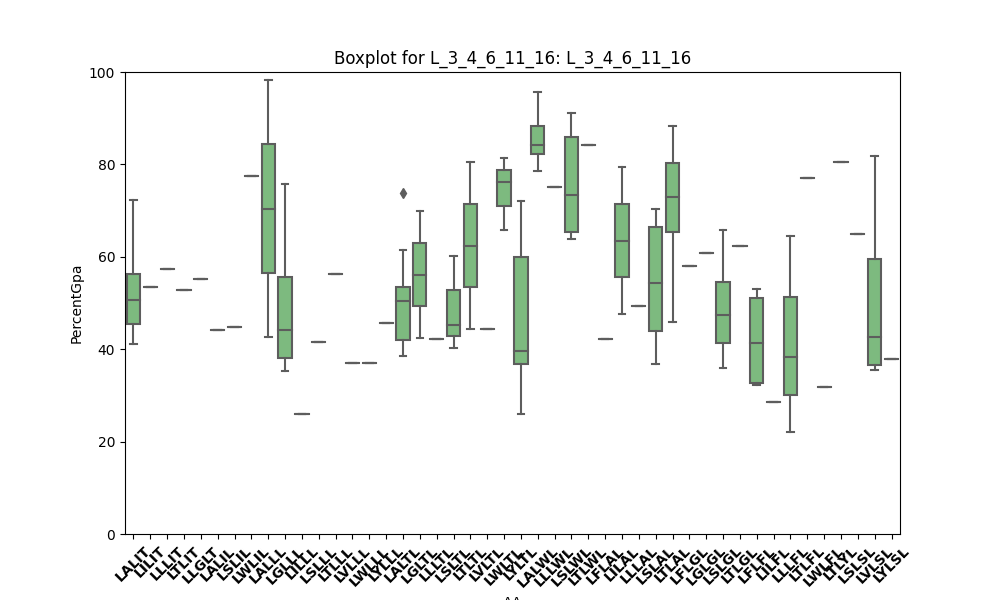 Boxplot for L_3_4_6_11_16: L_3_4_6_11_16
PercentGpa
100
80
60
40
20
0
LALIT LILIT LLLIT LTLIT LLGLT LALIL LSLIL LWLIL LALLL LGLLL LILLL LSLLL LTLLL LVLLL LWLLL LYLLL LALTL LGLTL LLLTL LSLTL LTLTL LVLTL LWLTL LYLTL LALWL LLLWL LSLWL LTLWL LFLAL LILAL LLLAL LSLAL LTLAL LFLGL LGLGL LSLGL LTLGL LFLFL LILFL LLLFL LTLFL LWLFL LTLYL LSLSL LVLSL LYLSL